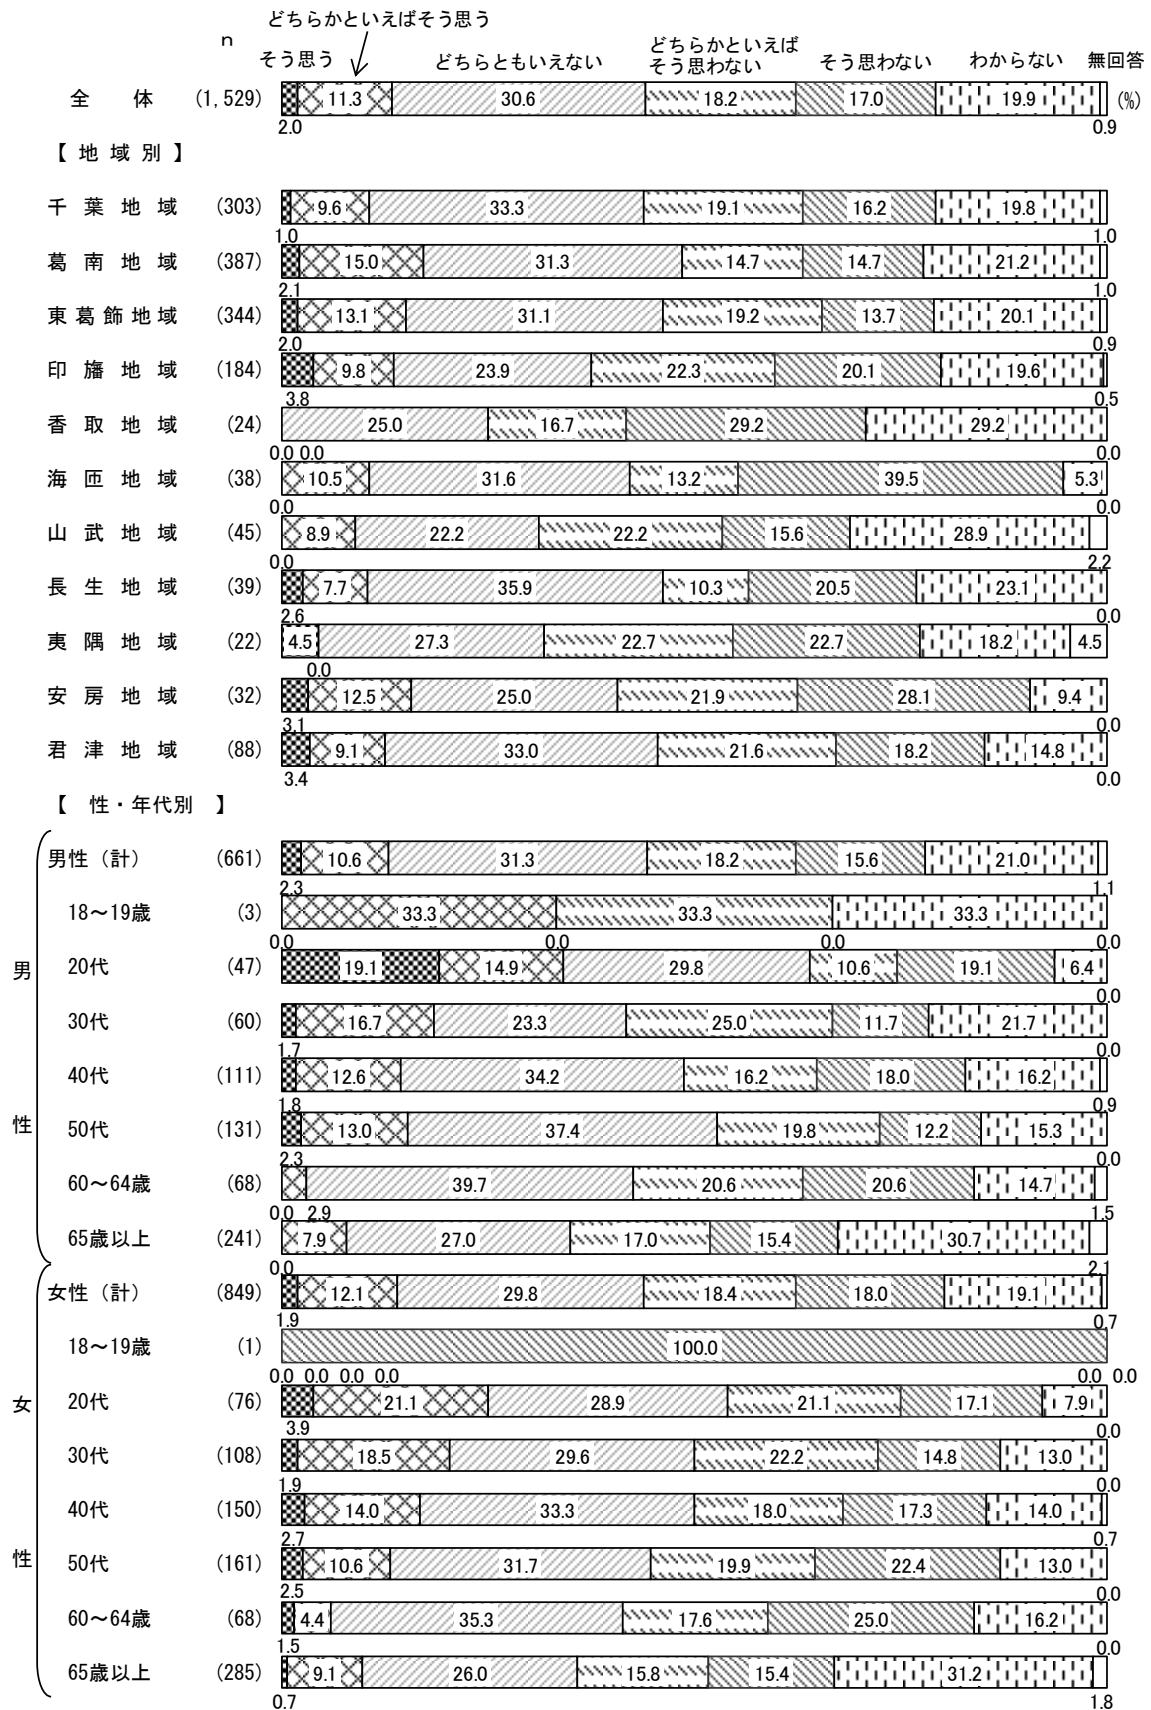 どちらかといえばそう思う
n そう思う どちらともいえない どちらかといえば そう思わない そう思わない わからない 無回答
全体 (1,529) 11.3 30.6 18.2 17.0 19.9 (%)
2.0 0.9
【地域別】
千葉地域 (303) 9.6 33.3 19.1 16.2 19.8
1.0 1.0
葛南地域 (387) 15.0 31.3 14.7 14.7 21.2
2.1 1.0
東葛飾地域 (344) 13.1 31.1 19.2 13.7 20.1
2.0 0.9
印旛地域 (184) 9.8 23.9 22.3 20.1 19.6
3.8 0.5
香取地域 (24) 25.0 16.7 29.2 29.2
0.0 0.0 0.0
海匝地域 (38) 10.5 31.6 13.2 39.5 5.3
0.0 0.0
山武地域 (45) 8.9 22.2 22.2 15.6 28.9
0.0 2.2
長生地域 (39) 7.7 35.9 10.3 20.5 23.1
2.6 0.0
夷隅地域 (22) 4.5 27.3 22.7 22.7 18.2 4.5
0.0
安房地域 (32) 12.5 25.0 21.9 28.1 9.4
3.1 0.0
君津地域 (88) 9.1 33.0 21.6 18.2 14.8
3.4 0.0
【性・年代別】
男性（計） (661) 10.6 31.3 18.2 15.6 21.0
2.3 1.1
18～19歳 (3) 33.3 33.3 33.3
0.0 0.0 0.0 0.0
男 20代 (47) 19.1 14.9 29.8 10.6 19.1 6.4
0.0
30代 (60) 16.7 23.3 25.0 11.7 21.7
1.7 0.0
40代 (111) 12.6 34.2 16.2 18.0 16.2
1.8 0.9
性 50代 (131) 13.0 37.4 19.8 12.2 15.3
2.3 0.0
60～64歳 (68) 39.7 20.6 20.6 14.7
0.0 2.9 1.5
65歳以上 (241) 7.9 27.0 17.0 15.4 30.7
0.0 2.1
女性（計） (849) 12.1 29.8 18.4 18.0 19.1
1.9 0.7
18～19歳 (1) 100.0
0.0 0.0 0.0 0.0 0.0 0.0
女 20代 (76) 21.1 28.9 21.1 17.1 7.9
3.9 0.0
30代 (108) 18.5 29.6 22.2 14.8 13.0
1.9 0.0
40代 (150) 14.0 33.3 18.0 17.3 14.0
2.7 0.7
性 50代 (161) 10.6 31.7 19.9 22.4 13.0
2.5 0.0
60～64歳 (68) 4.4 35.3 17.6 25.0 16.2
1.5 0.0
65歳以上 (285) 9.1 26.0 15.8 15.4 31.2
0.7 1.8